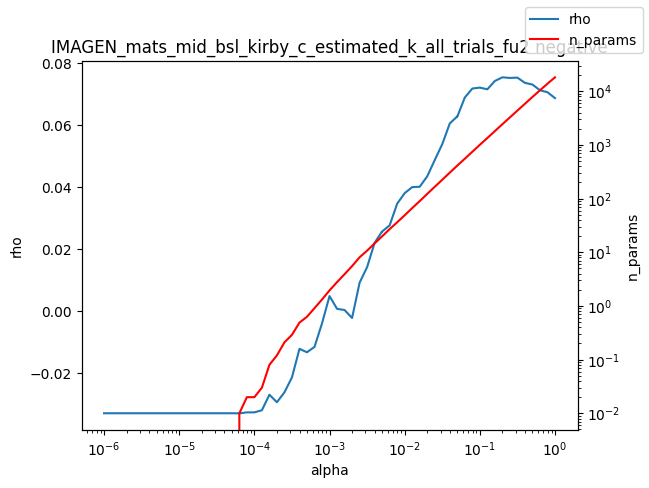 rho
n_params
IMAGEN_mats_mid_bsl_kirby_c_estimated_k_all_trials_fu2 negative
0.08
0.06
0.04
0.02
0.00
−0.02
rho
10⁴
10³
10²
10¹
10⁰
10⁻¹
10⁻²
n_params
10⁻⁶ 10⁻⁵ 10⁻⁴ 10⁻³ 10⁻² 10⁻¹ 10⁰
alpha